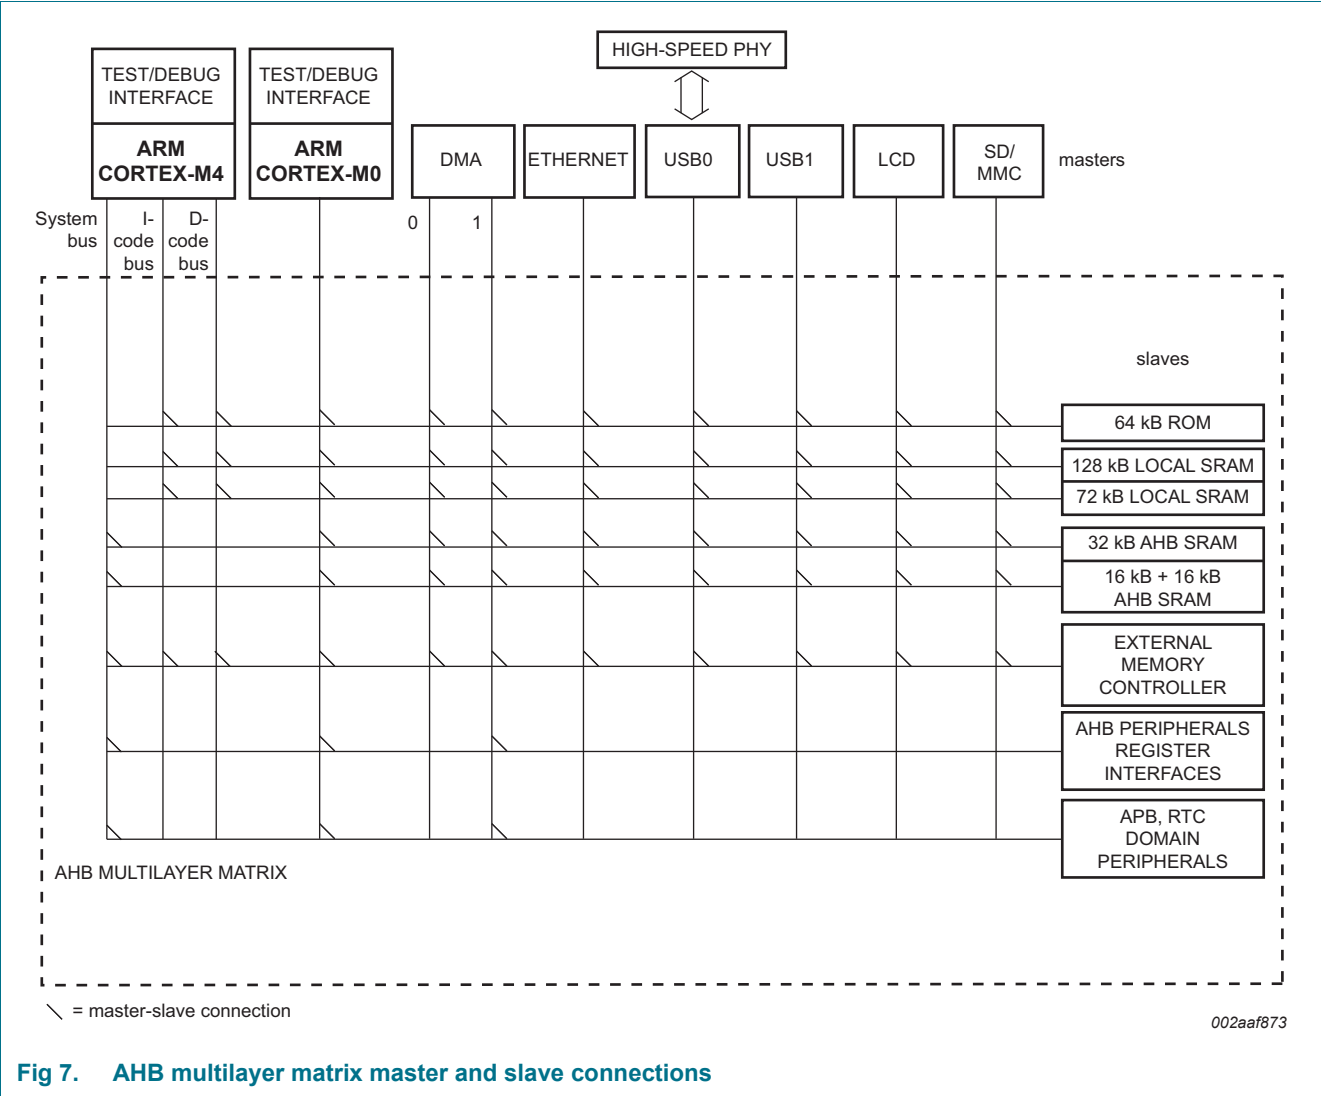 HIGH-SPEED PHY
TEST/DEBUG
INTERFACE
TEST/DEBUG
INTERFACE
ARM
CORTEX-M4
ARM
CORTEX-M0
DMA
ETHERNET
USB0
USB1
LCD
SD/
MMC
masters
System
bus
I-
code
bus
D-
code
bus
0
1
slaves
64 kB ROM
128 kB LOCAL SRAM
72 kB LOCAL SRAM
32 kB AHB SRAM
16 kB + 16 kB
AHB SRAM
EXTERNAL
MEMORY
CONTROLLER
AHB PERIPHERALS
REGISTER
INTERFACES
APB, RTC
DOMAIN
PERIPHERALS
AHB MULTILAYER MATRIX
= master-slave connection
002aaf873
Fig 7. AHB multilayer matrix master and slave connections